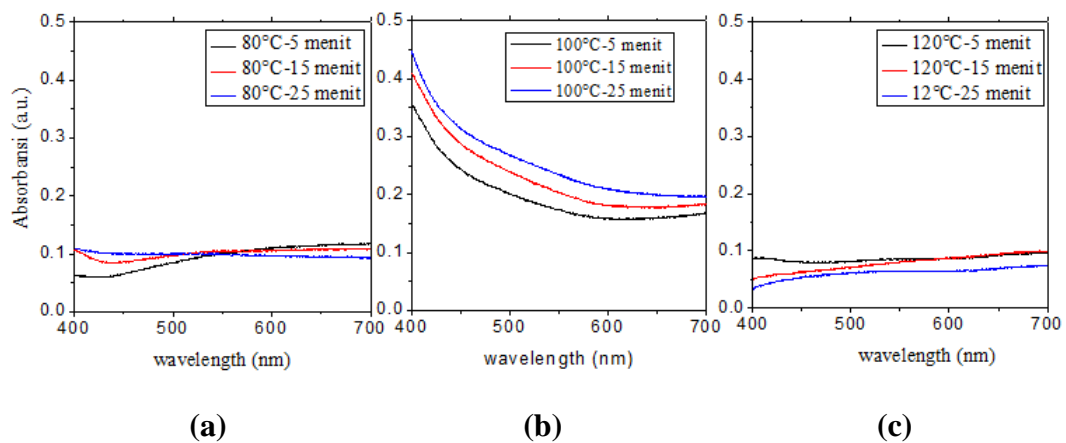 Absorbansi (a.u.)
0.5
0.4
0.3
0.2
0.1
0.0
400 500 600 700
80°C-5 menit
80°C-15 menit
80°C-25 menit
wavelength (nm)
(a)
0.5
0.4
0.3
0.2
0.1
0.0
400 500 600 700
100°C-5 menit
100°C-15 menit
100°C-25 menit
wavelength (nm)
(b)
0.5
0.4
0.3
0.2
0.1
0.0
400 500 600 700
120°C-5 menit
120°C-15 menit
12°C-25 menit
wavelength (nm)
(c)